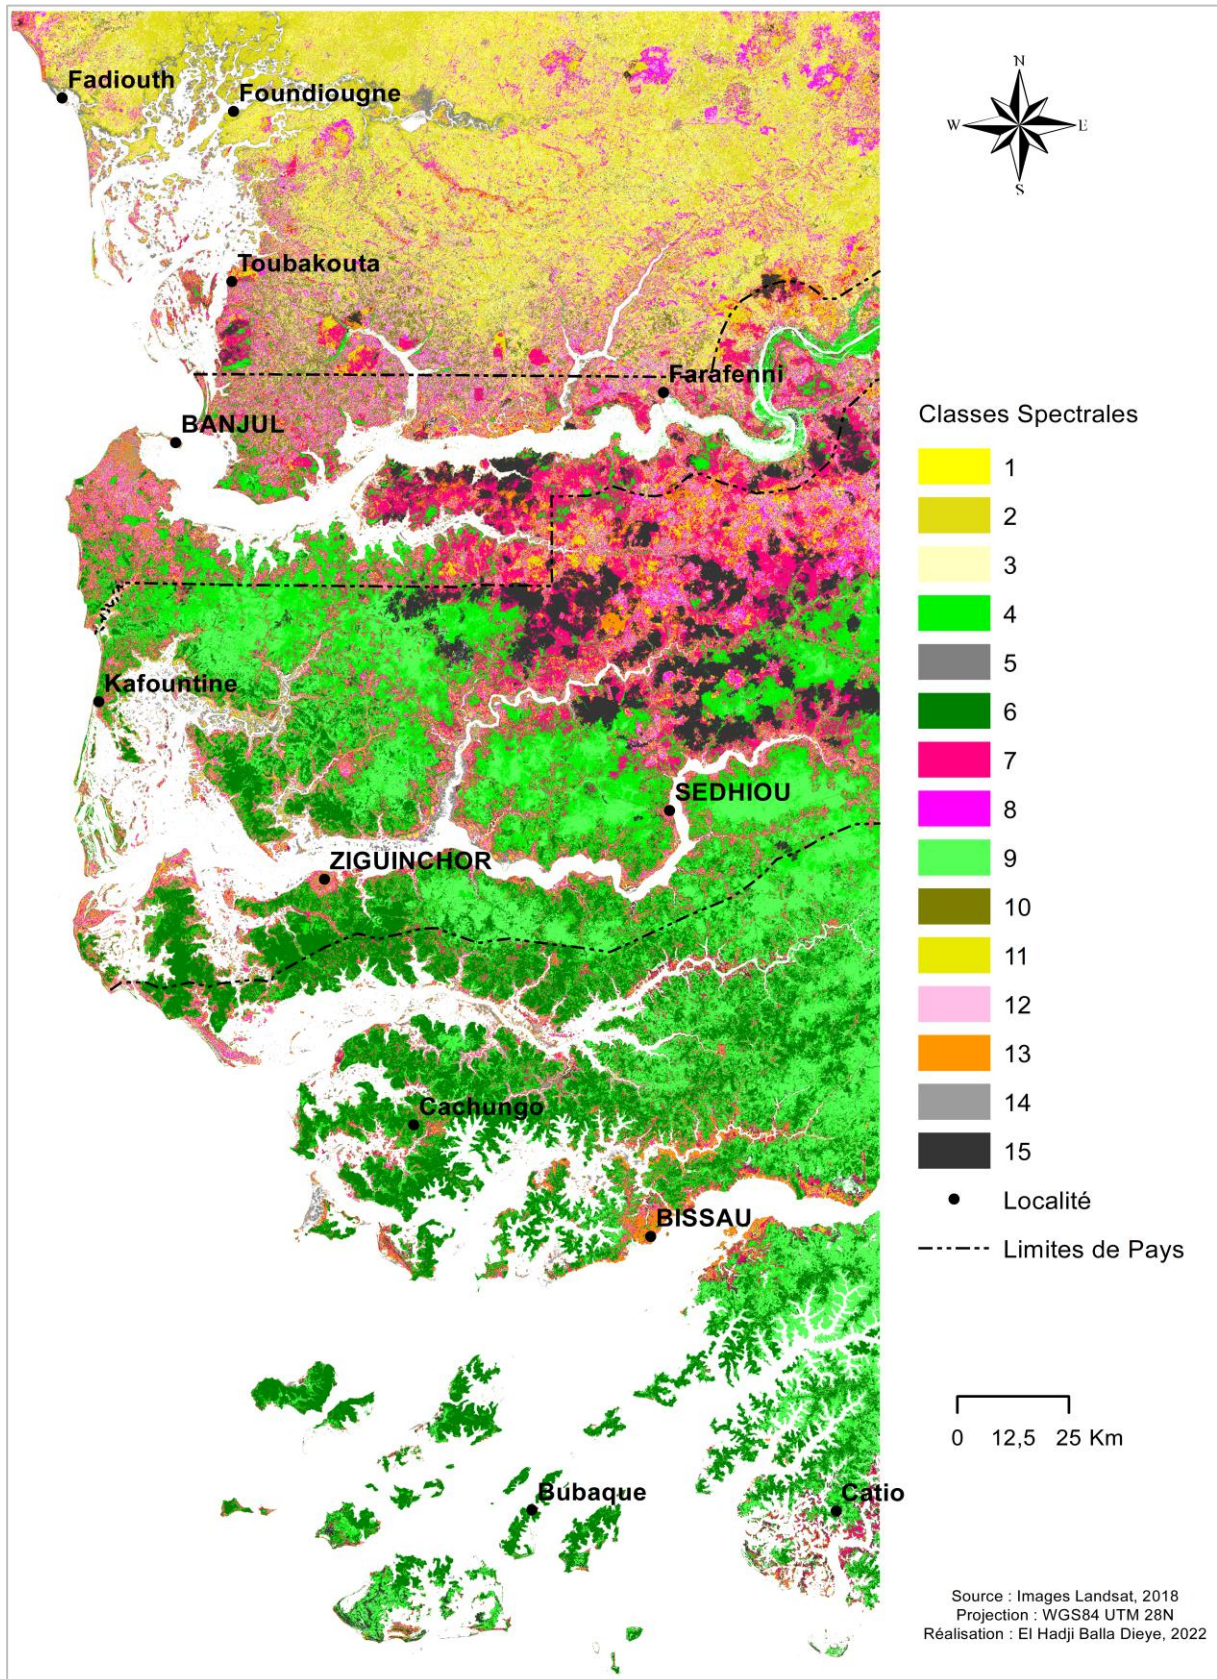 Fadiouth
Foundiougne
Toubakouta
Farafenni
BANJUL
Kafountine
SEDHIOU
ZIGUINCHOR
Cachungo
BISSAU
Bubaque
Catio
N
W
E
S
Classes Spectrales
1
2
3
4
5
6
7
8
9
10
11
12
13
14
15
Localité
Limites de Pays
0 12,5 25 Km
Source : Images Landsat, 2018
Projection : WGS84 UTM 28N
Réalisation : El Hadji Balla Dieye, 2022